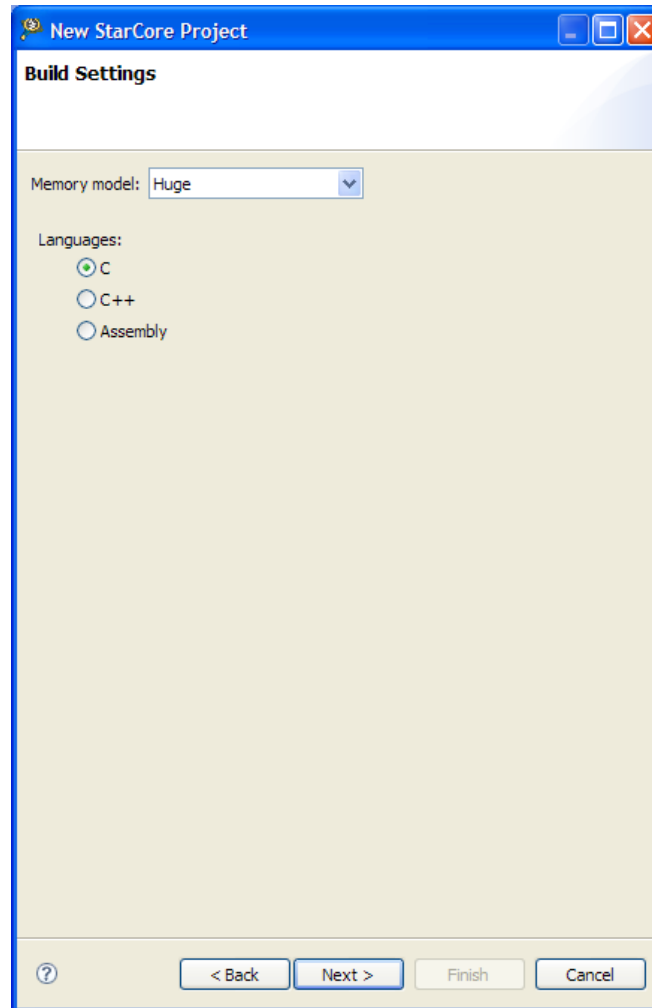 New StarCore Project
Build Settings
Memory model: Huge
Languages:
C
C++
Assembly
? < Back Next > Finish Cancel